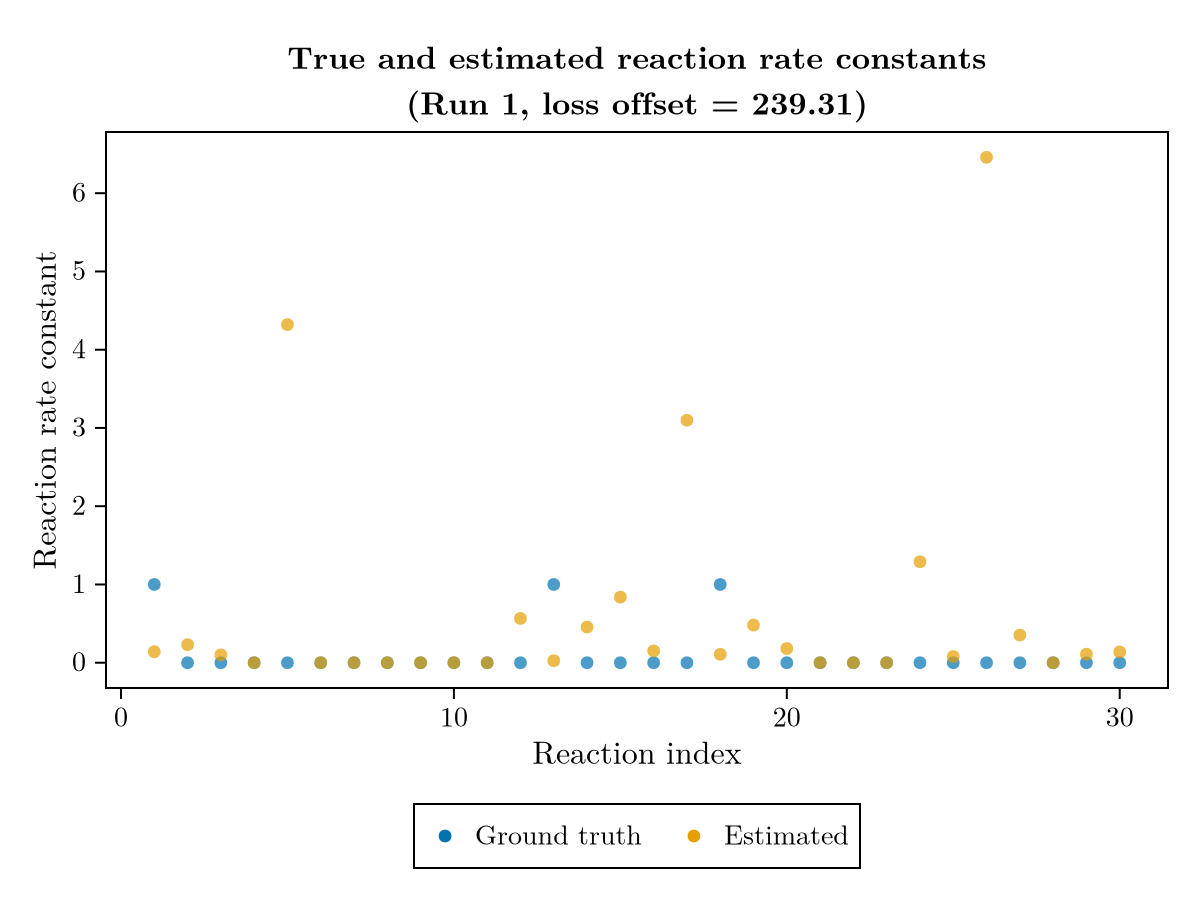 True and estimated reaction rate constants
(Run 1, loss offset = 239.31)
6
5
4
3
2
1
0
Reaction rate constant
0 10 20 30
Reaction index
Ground truth Estimated